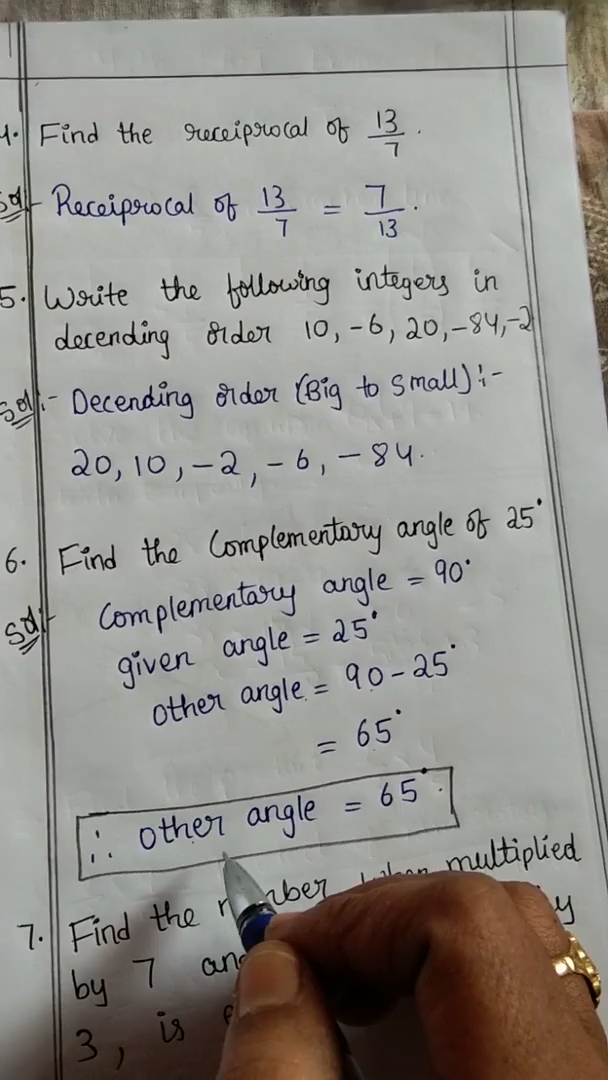 4. Find the receiprocal of 13/7.
Sol:- Receiprocal of 13/7 = 7/13.
5. Write the following integers in
decending order 10, -6, 20, -84, -2
Sol:- Decending order (Big to Small):-
20, 10, -2, -6, -84.
6. Find the Complementary angle of 25°
Sol:- Complementary angle = 90°
given angle = 25°
other angle = 90-25°
= 65°
∴ other angle = 65°.
7. Find the multiplied
by 7
3, is